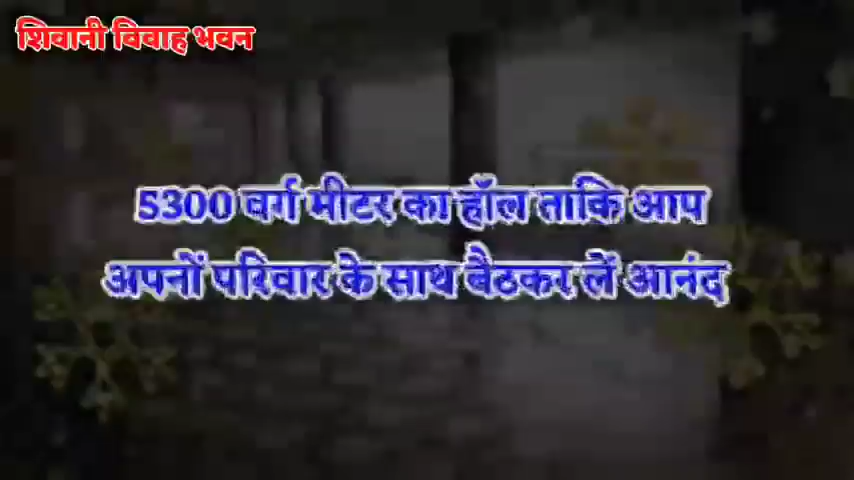 शिवानी विवाह भवन
5300 वर्ग मीटर का हॉल ताकि आप
अपनों परिवार के साथ बैठकर लें आनंद